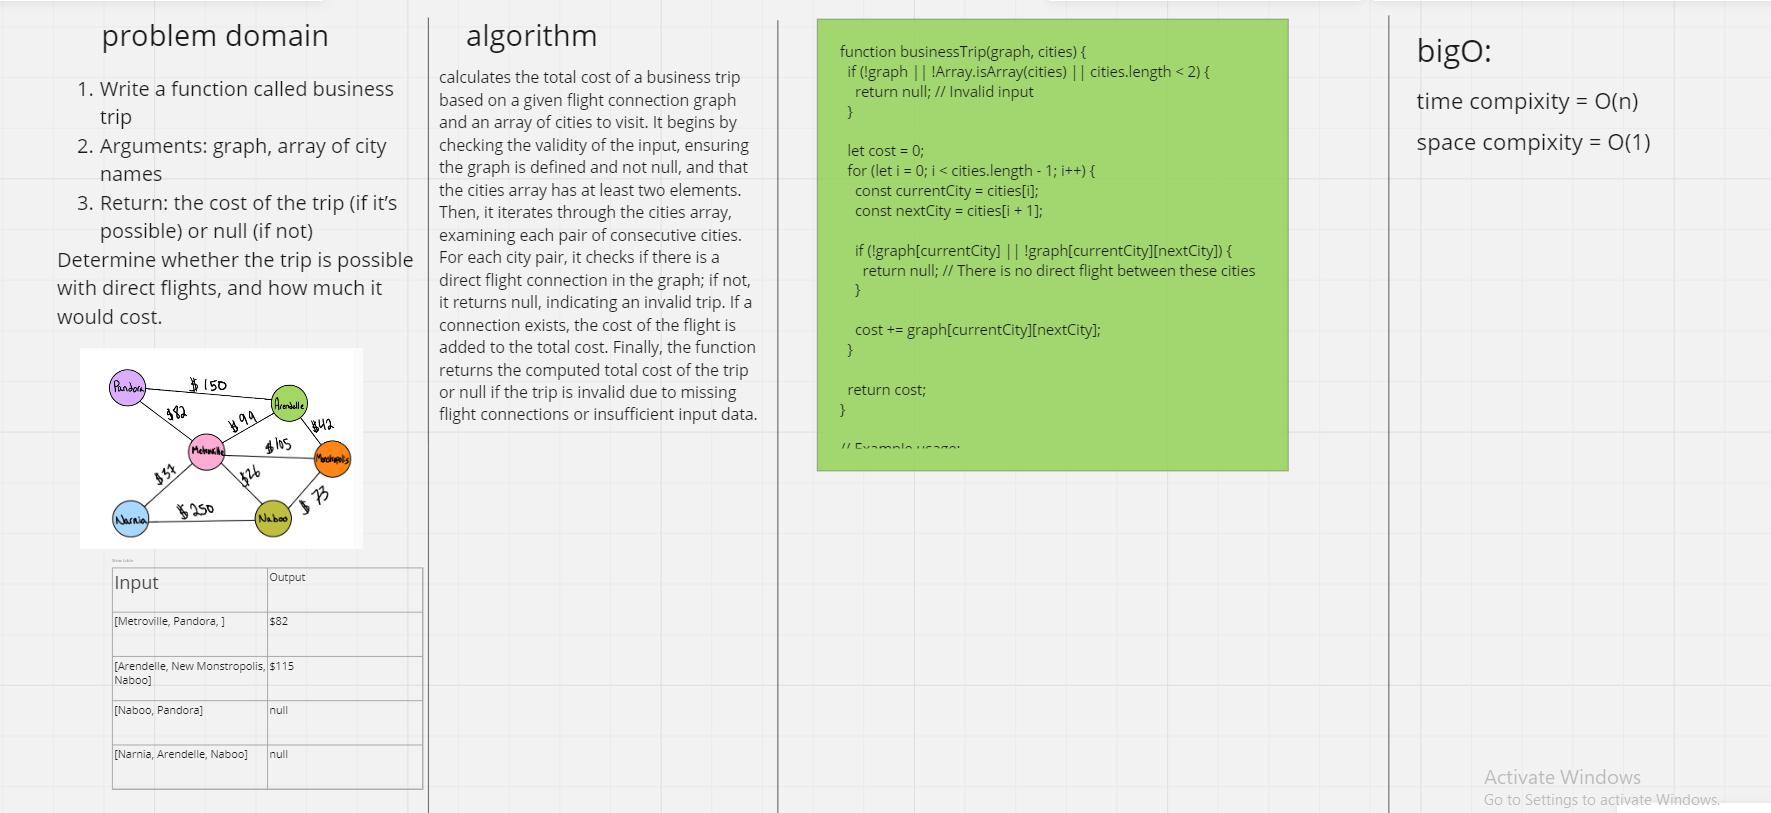 problem domain
1. Write a function called business
trip
2. Arguments: graph, array of city
names
3. Return: the cost of the trip (if it's
possible) or null (if not)
Determine whether the trip is possible
with direct flights, and how much it
would cost.
Pandora
$150
Arendelle
$82
$99
$42
Metroville
$105
Monstropolis
$37
$26
$73
Narnia
$250
Naboo
Input
Output
[Metroville, Pandora, ]
$82
[Arendelle, New Monstropolis,
Naboo]
$115
[Naboo, Pandora]
null
[Narnia, Arendelle, Naboo]
null
algorithm
calculates the total cost of a business trip
based on a given flight connection graph
and an array of cities to visit. It begins by
checking the validity of the input, ensuring
the graph is defined and not null, and that
the cities array has at least two elements.
Then, it iterates through the cities array,
examining each pair of consecutive cities.
For each city pair, it checks if there is a
direct flight connection in the graph; if not,
it returns null, indicating an invalid trip. If a
connection exists, the cost of the flight is
added to the total cost. Finally, the function
returns the computed total cost of the trip
or null if the trip is invalid due to missing
flight connections or insufficient input data.
function businessTrip(graph, cities) {
if (!graph || !Array.isArray(cities) || cities.length < 2) {
return null; // Invalid input
}
let cost = 0;
for (let i = 0; i < cities.length - 1; i++) {
const currentCity = cities[i];
const nextCity = cities[i + 1];
if (!graph[currentCity] || !graph[currentCity][nextCity]) {
return null; // There is no direct flight between these cities
}
cost += graph[currentCity][nextCity];
}
return cost;
}
// Example usage:
bigO:
time compixity = O(n)
space compixity = O(1)
Activate Windows
Go to Settings to activate Windows.